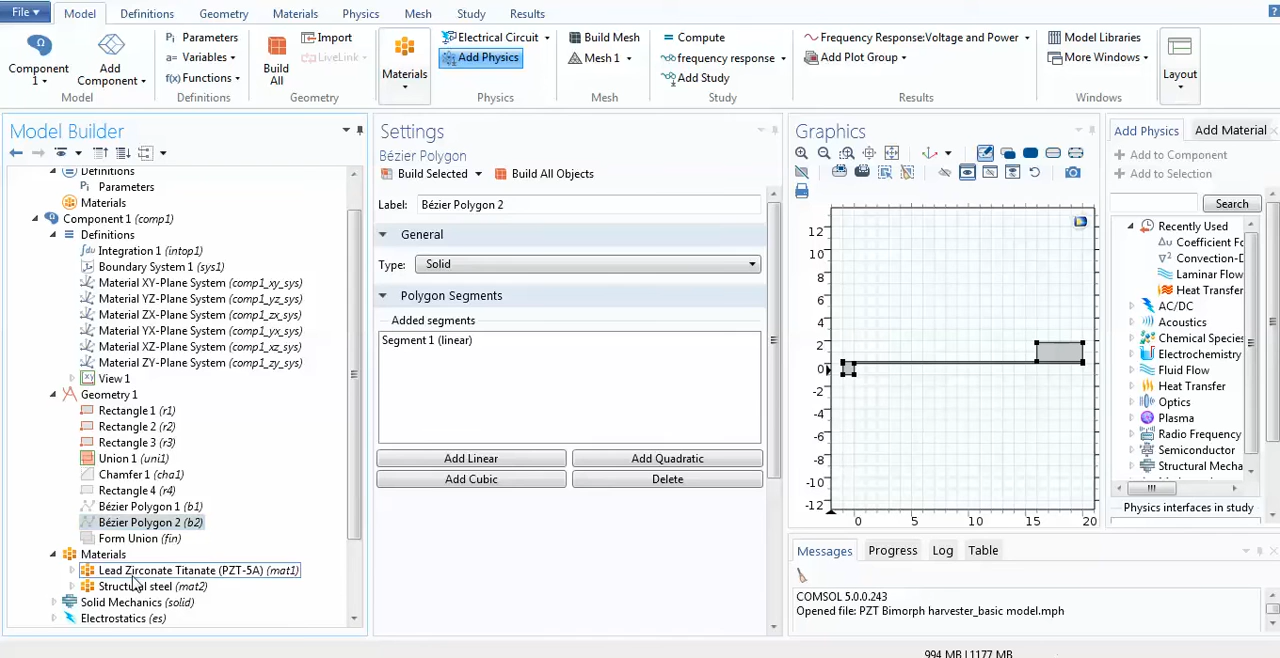 File
Model
Definitions
Geometry
Materials
Physics
Mesh
Study
Results
?
Component
1
Add
Component
Model
Pi Parameters
a= Variables
f(x) Functions
Definitions
Build
All
Import
LiveLink
Geometry
Materials
Electrical Circuit
Add Physics
Physics
Build Mesh
Mesh 1
Mesh
= Compute
frequency response
Add Study
Study
Frequency Response:Voltage and Power
Add Plot Group
Results
Model Libraries
More Windows
Windows
Layout
Model Builder
Definitions
Pi Parameters
Materials
Component 1 (comp1)
Definitions
Integration 1 (intop1)
Boundary System 1 (sys1)
Material XY-Plane System (comp1_xy_sys)
Material YZ-Plane System (comp1_yz_sys)
Material ZX-Plane System (comp1_zx_sys)
Material YX-Plane System (comp1_yx_sys)
Material XZ-Plane System (comp1_xz_sys)
Material ZY-Plane System (comp1_zy_sys)
View 1
Geometry 1
Rectangle 1 (r1)
Rectangle 2 (r2)
Rectangle 3 (r3)
Union 1 (uni1)
Chamfer 1 (cha1)
Rectangle 4 (r4)
Bézier Polygon 1 (b1)
Bézier Polygon 2 (b2)
Form Union (fin)
Materials
Lead Zirconate Titanate (PZT-5A) (mat1)
Structural steel (mat2)
Solid Mechanics (solid)
Electrostatics (es)
Settings
Bézier Polygon
Build Selected
Build All Objects
Label: Bézier Polygon 2
General
Type: Solid
Polygon Segments
Added segments
Segment 1 (linear)
Add Linear
Add Quadratic
Add Cubic
Delete
Graphics
12
10
8
6
4
2
0
-2
-4
-6
-8
-10
-12
0 5 10 15 20
Messages
Progress
Log
Table
COMSOL 5.0.0.243
Opened file: PZT Bimorph harvester_basic model.mph
Add Physics
Add Material
Add to Component
Add to Selection
Search
Recently Used
Δu Coefficient Fo
∇² Convection-D
Laminar Flow
Heat Transfer
AC/DC
Acoustics
Chemical Species
Electrochemistry
Fluid Flow
Heat Transfer
Optics
Plasma
Radio Frequency
Semiconductor
Structural Mecha
Physics interfaces in study
994 MB | 1177 MB